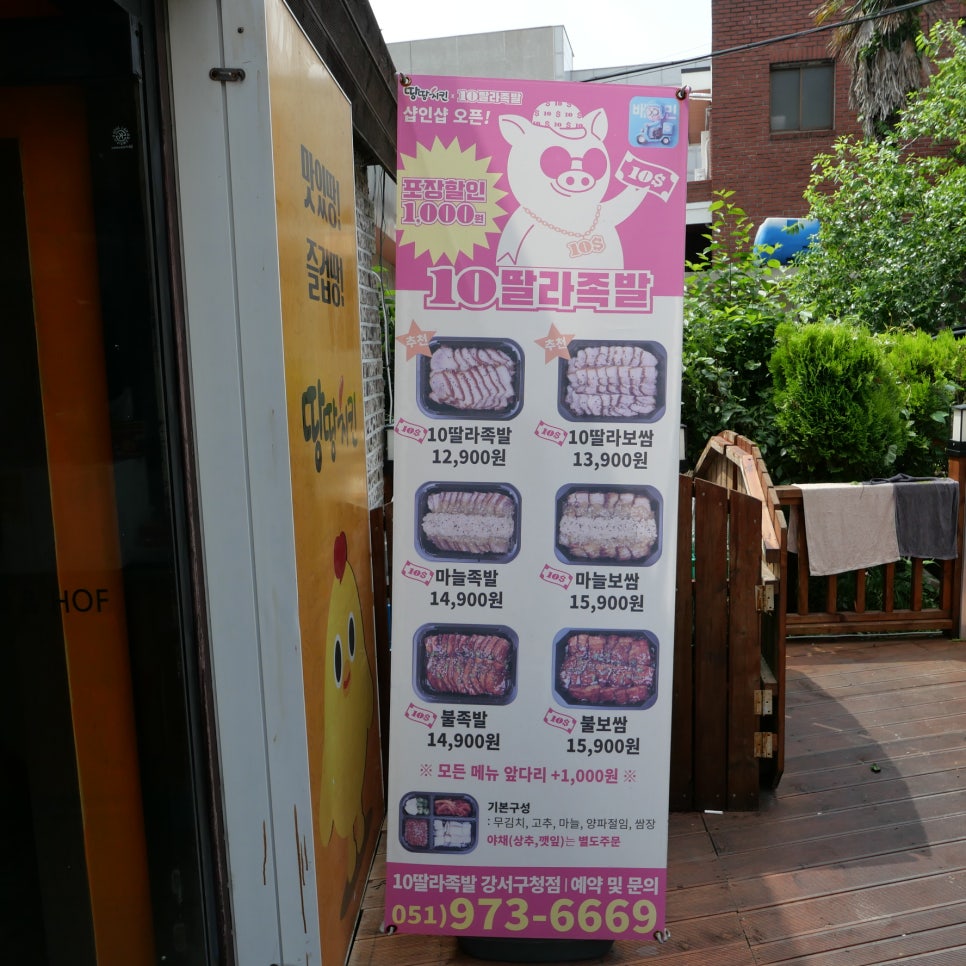 땅땅치킨 × 10딸라족발
샵인샵 오픈!
포장할인
1,000원
10$
10$
10딸라족발
추천
추천
10$ 10딸라족발
12,900원
10$ 10딸라보쌈
13,900원
10$ 마늘족발
14,900원
10$ 마늘보쌈
15,900원
10$ 불족발
14,900원
10$ 불보쌈
15,900원
※ 모든 메뉴 앞다리 +1,000원 ※
기본구성
: 무김치, 고추, 마늘, 양파절임, 쌈장
야채(상추,깻잎)는 별도주문
10딸라족발 강서구청점 | 예약 및 문의
051)973-6669
맛있땅!
즐겁땅!
땅땅치킨
HOF